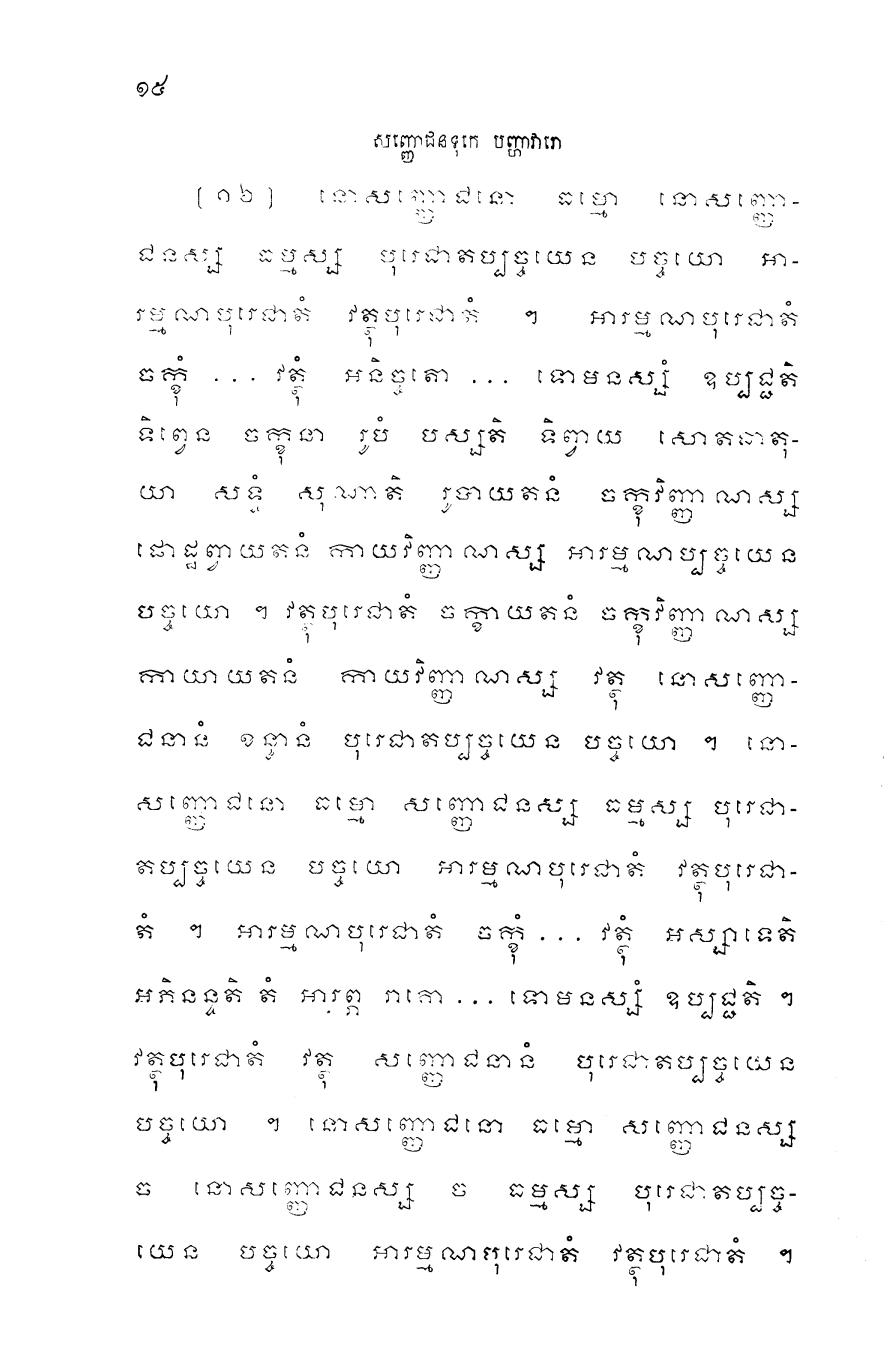 ១៥
សញ្ញោជនទុកេ បញ្ហាវារោ
[១៦] នោសញ្ញោជនោ ធម្មោ នោសញ្ញោ-
ជនស្ស ធម្មស្ស បុរេជាតប្បច្ចយេន បច្ចយោ អា-
រម្មណបុរេជាតំ វត្ថុបុរេជាតំ ។ អារម្មណបុរេជាតំ
ចក្ខុំ ... វត្ថុំ អនិច្ចតោ ... ទោមនស្សំ ឧប្បជ្ជតិ
ទិព្វេន ចក្ខុនា រូបំ បស្សតិ ទិព្វាយ សោតធាតុ-
យា សទ្ទំ សុណាតិ រូបាយតនំ ចក្ខុវិញ្ញាណស្ស
ផោដ្ឋព្វាយតនំ កាយវិញ្ញាណស្ស អារម្មណប្បច្ចយេន
បច្ចយោ ។ វត្ថុបុរេជាតំ ចក្ខាយតនំ ចក្ខុវិញ្ញាណស្ស
កាយាយតនំ កាយវិញ្ញាណស្ស វត្ថុ នោសញ្ញោ-
ជនានំ ខន្ធានំ បុរេជាតប្បច្ចយេន បច្ចយោ ។ នោ-
សញ្ញោជនោ ធម្មោ សញ្ញោជនស្ស ធម្មស្ស បុរេជា-
តប្បច្ចយេន បច្ចយោ អារម្មណបុរេជាតំ វត្ថុបុរេជា-
តំ ។ អារម្មណបុរេជាតំ ចក្ខុំ ... វត្ថុំ អស្សាទេតិ
អភិនន្ទតិ តំ អារព្ភ រាគោ ... ទោមនស្សំ ឧប្បជ្ជតិ ។
វត្ថុបុរេជាតំ វត្ថុ សញ្ញោជនានំ បុរេជាតប្បច្ចយេន
បច្ចយោ ។ នោសញ្ញោជនោ ធម្មោ សញ្ញោជនស្ស
ច នោសញ្ញោជនស្ស ច ធម្មស្ស បុរេជាតប្បច្ច-
យេន បច្ចយោ អារម្មណបុរេជាតំ វត្ថុបុរេជាតំ ។